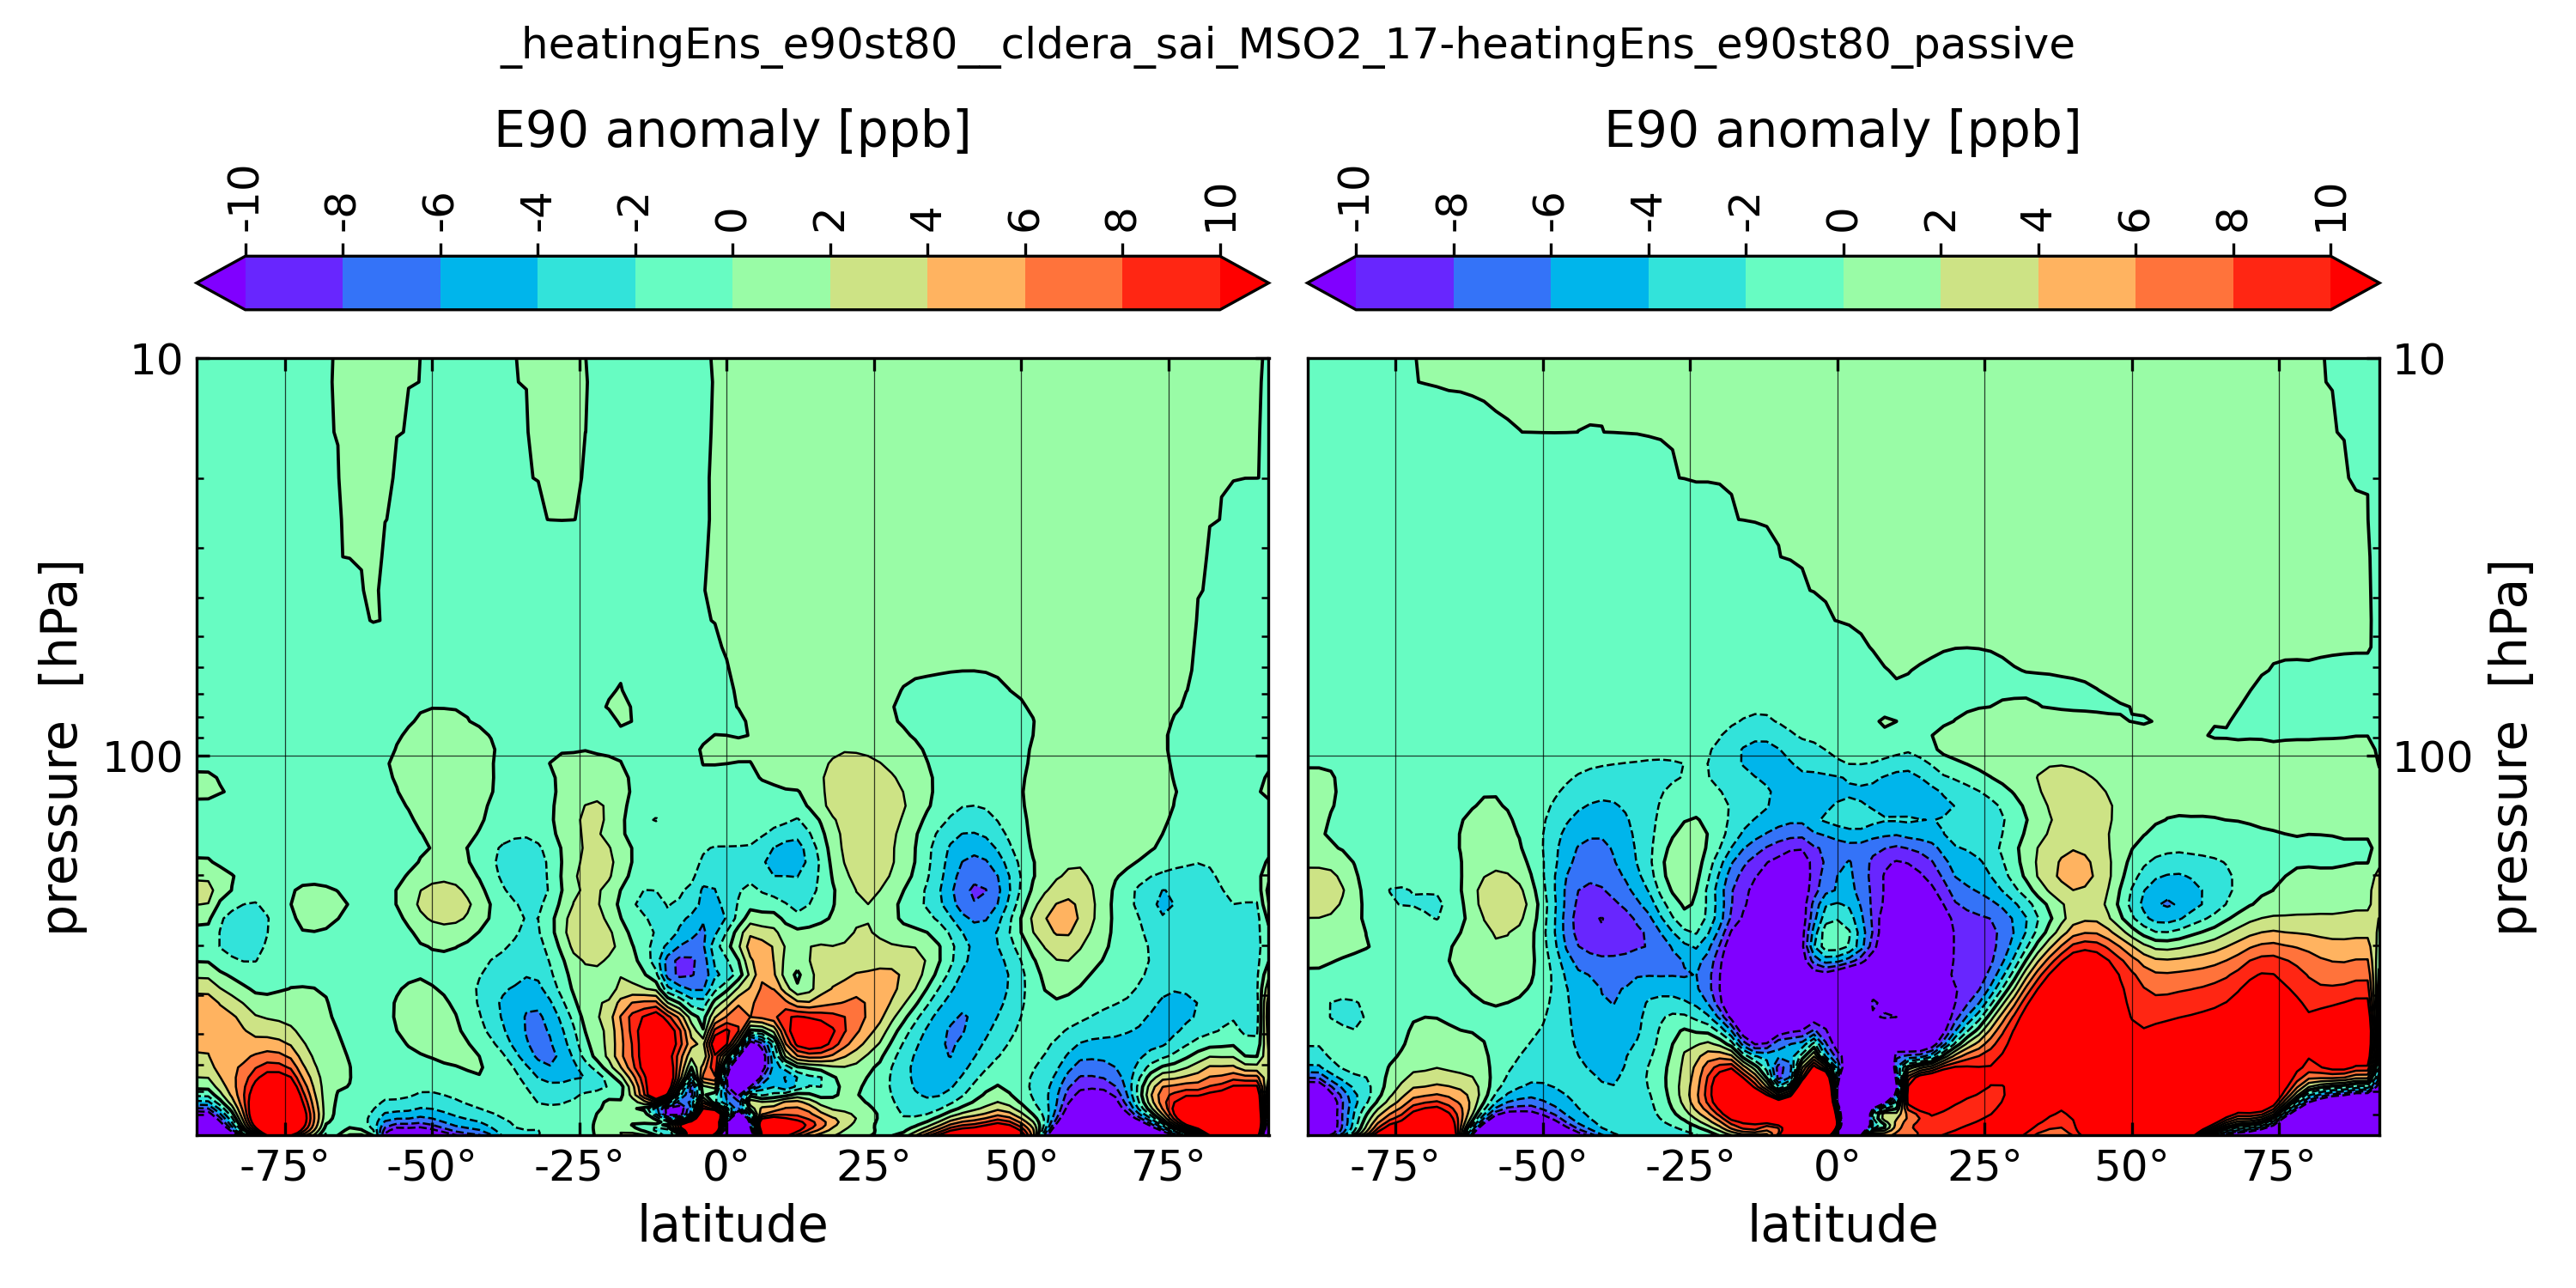 _heatingEns_e90st80__cldera_sai_MSO2_17-heatingEns_e90st80_passive
E90 anomaly [ppb] E90 anomaly [ppb]
-10 -8 -6 -4 -2 0 2 4 6 8 10 -10 -8 -6 -4 -2 0 2 4 6 8 10
10 10
pressure [hPa] pressure [hPa]
100 100
-75° -50° -25° 0° 25° 50° 75° -75° -50° -25° 0° 25° 50° 75°
latitude latitude